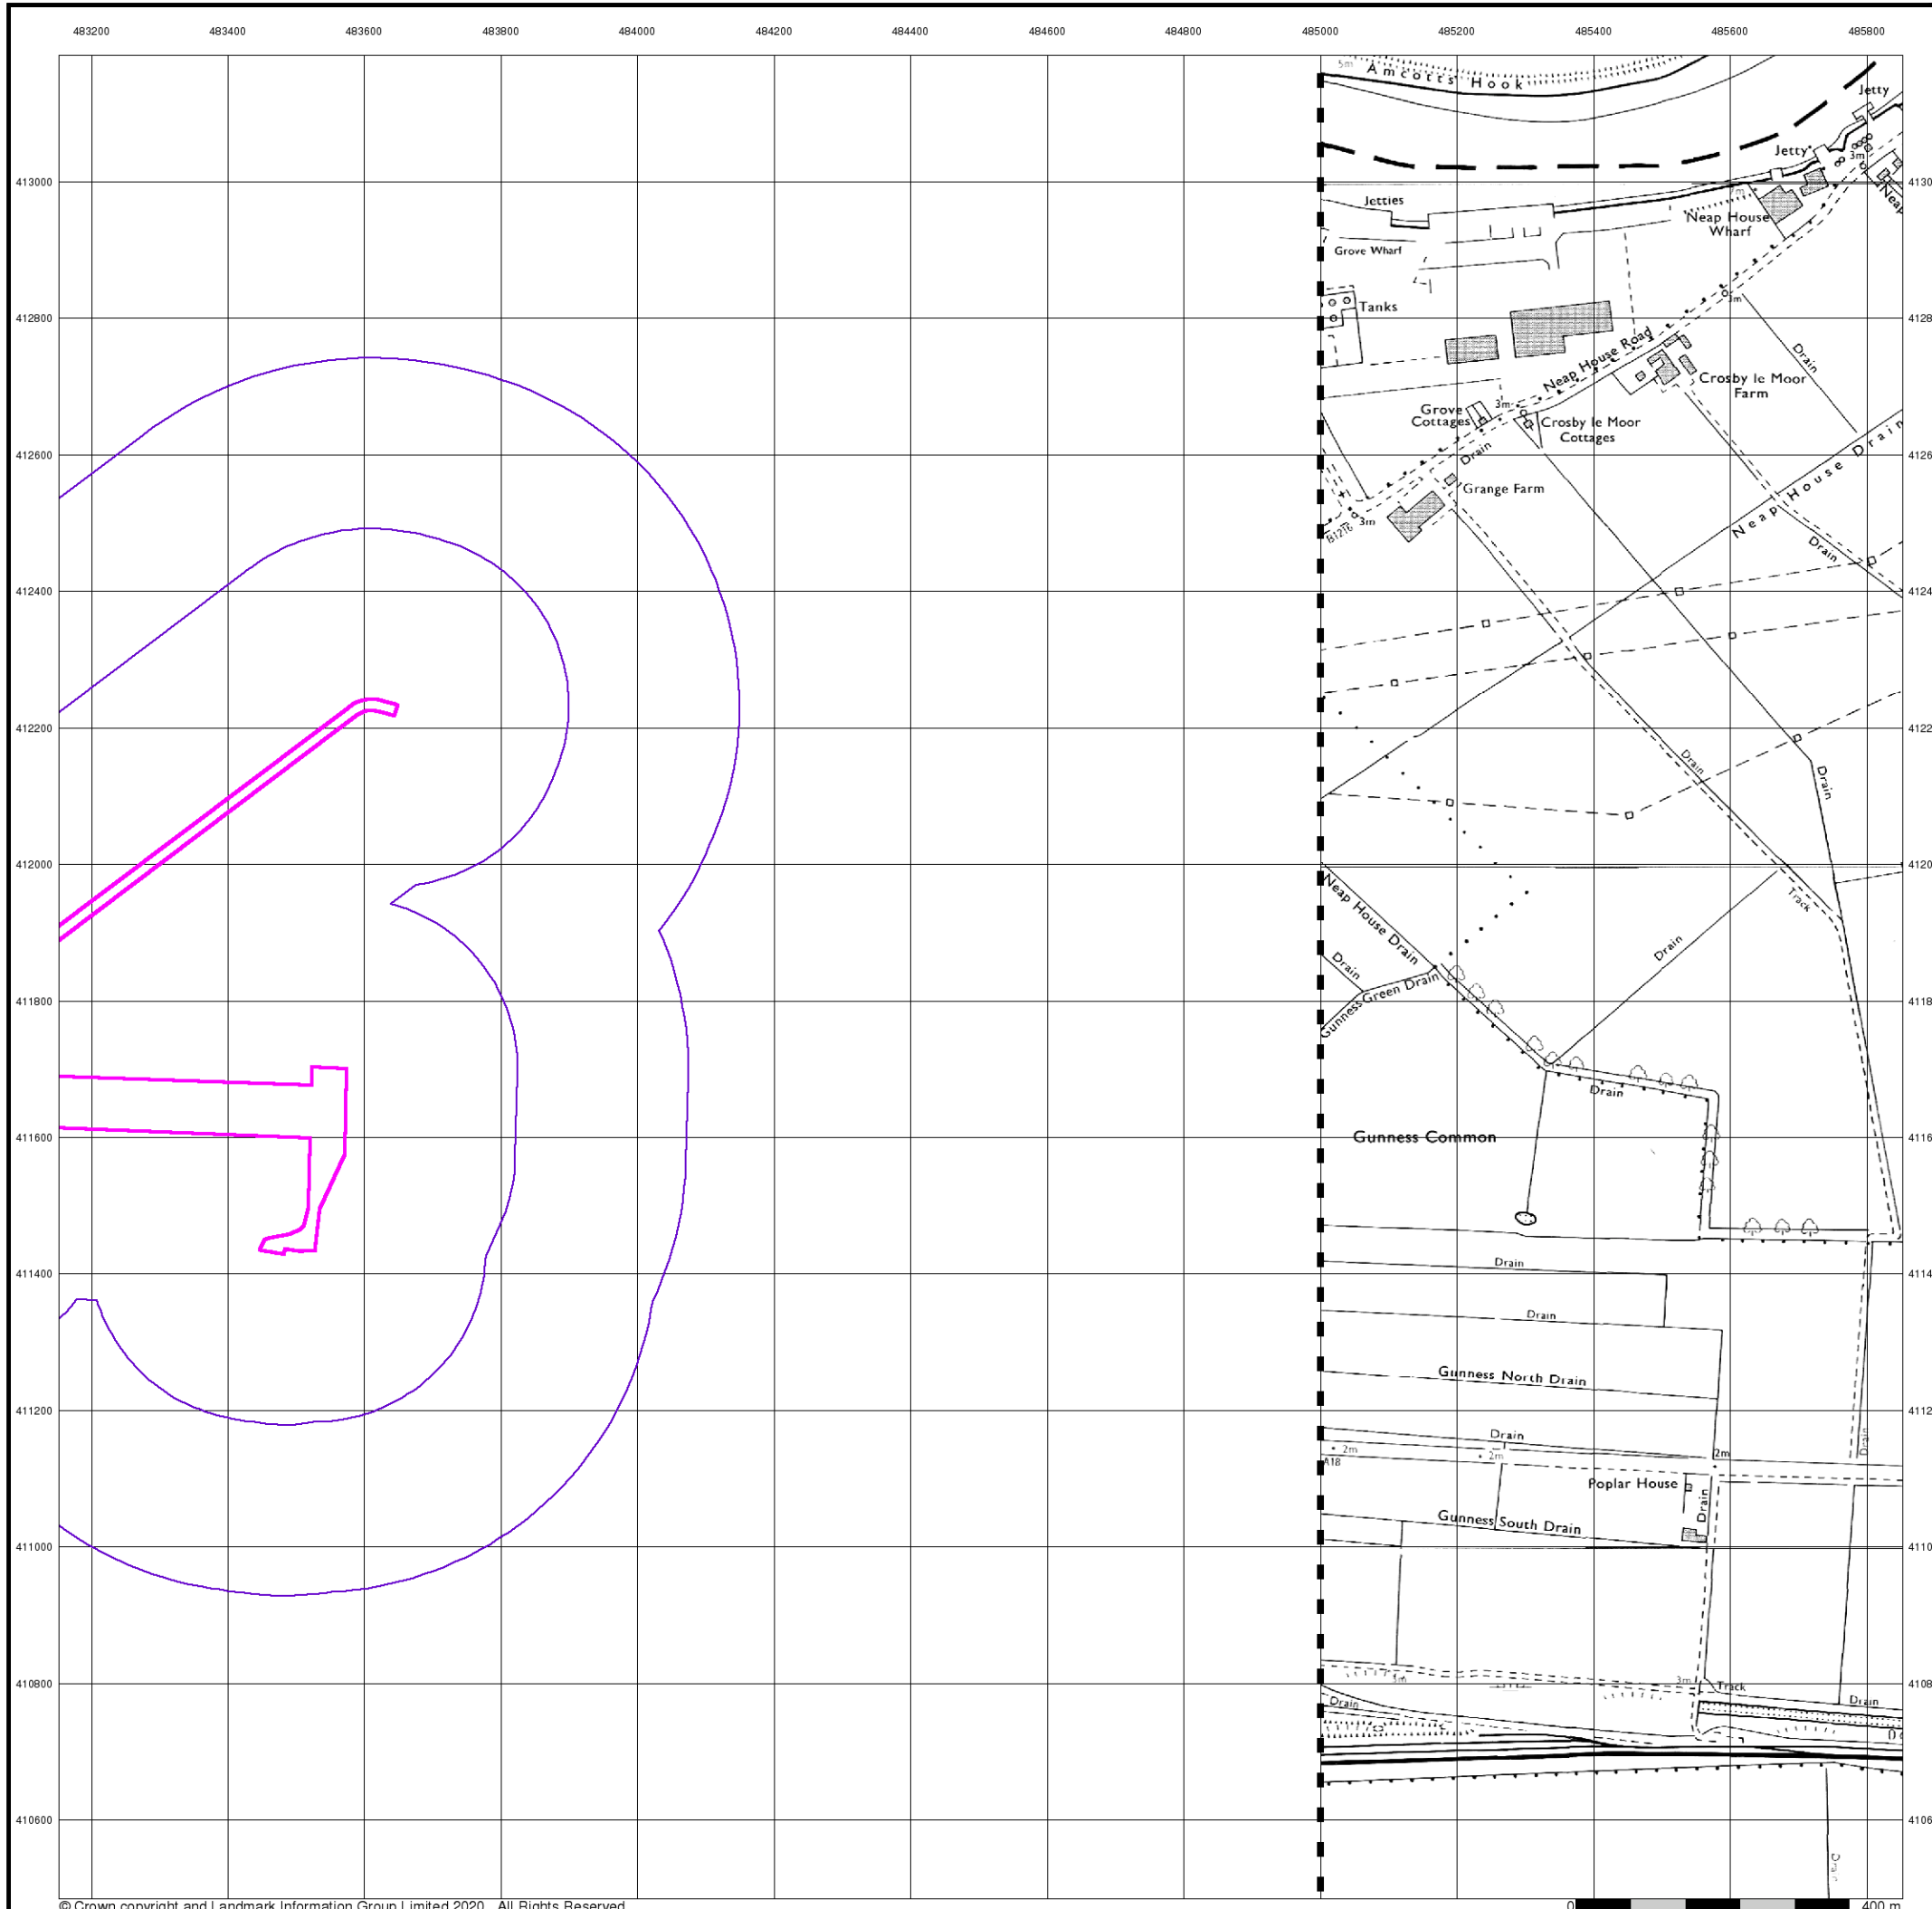 483200 483400 483600 483800 484000 484200 484400 484600 484800 485000 485200 485400 485600 485800
5m
Amcotts Hook
Jetty
Jetty
3m
413000
Jetties
7m
Neap House
Wharf
Neap
Grove Wharf
412800
Tanks
3m
Neap House Road
Drain
Crosby le Moor
Farm
Grove
Cottages
3m
Crosby le Moor
Cottages
412600
Drain
Neap House Drain
Grange Farm
3m
B1216
Drain
412400
412200
Drain
Drain
412000
Neap House Drain
Track
Drain
Drain
Gunness Green Drain
411800
Drain
411600
Gunness Common
411400
Drain
Drain
Gunness North Drain
411200
Drain
2m
2m
2m
A18
Drain
Poplar House
Drain
Gunness South Drain
411000
410800
3m
3m
Track
Drain
Drain
410600
Drain
© Crown copyright and Landmark Information Group Limited 2020. All Rights Reserved
0 400 m